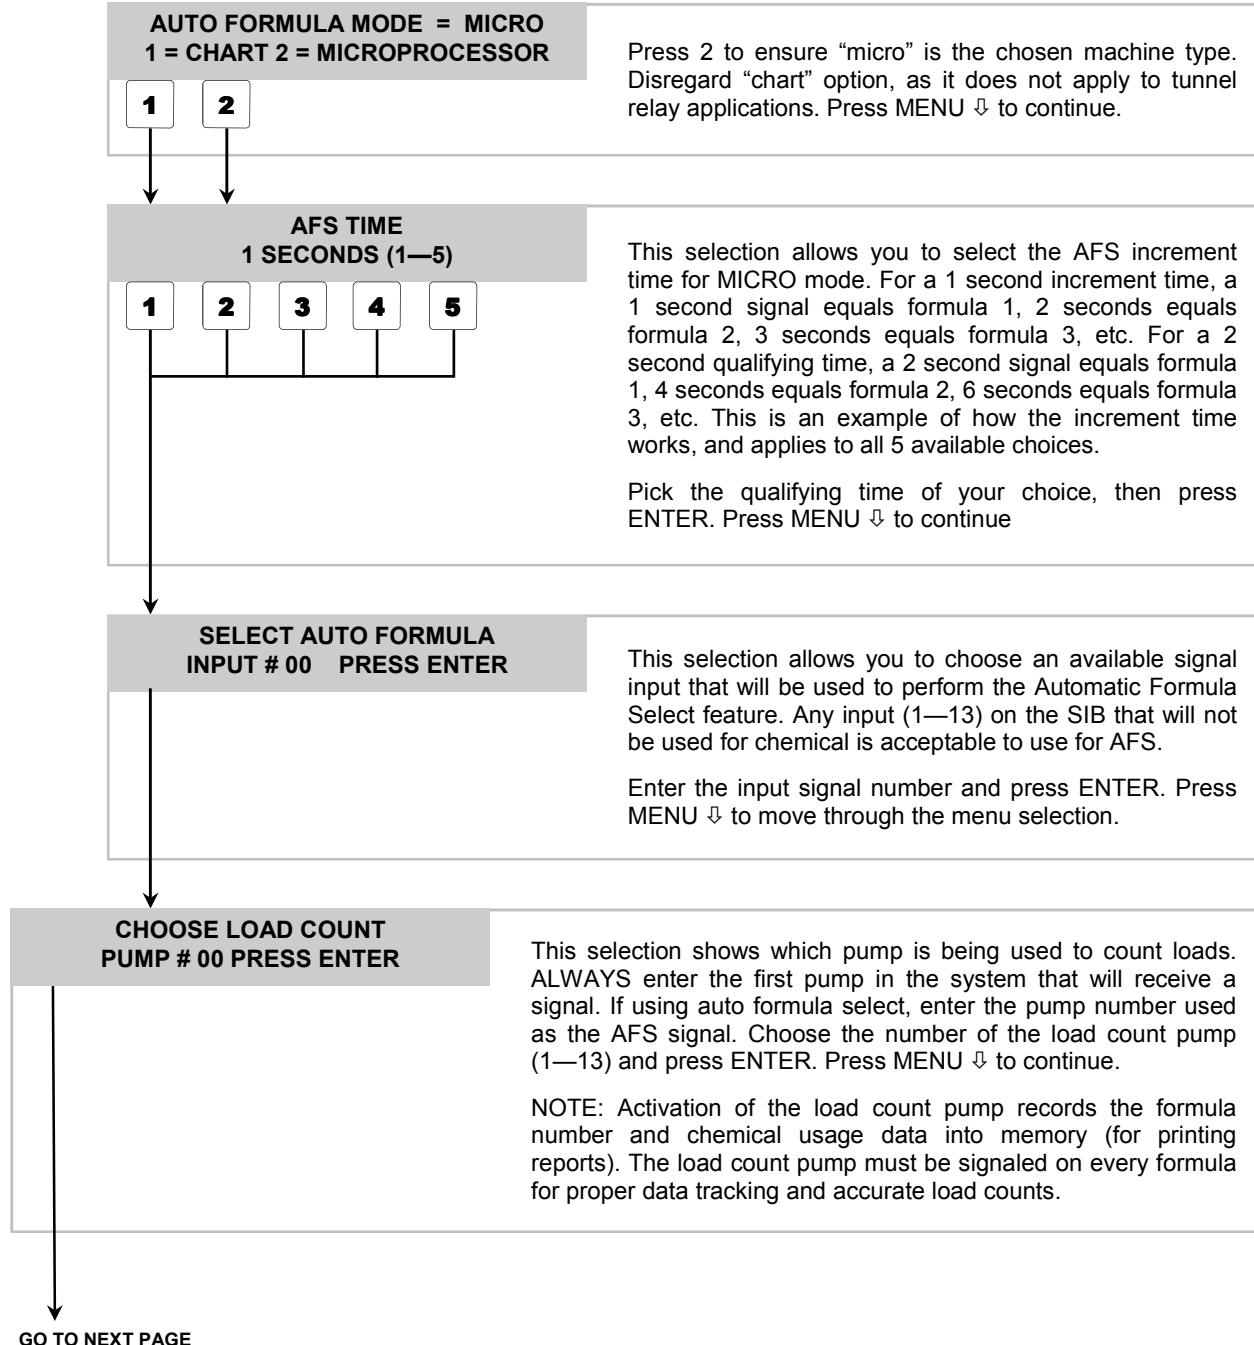 AUTO FORMULA MODE = MICRO
1 = CHART 2 = MICROPROCESSOR
1 2
Press 2 to ensure “micro” is the chosen machine type.
Disregard “chart” option, as it does not apply to tunnel
relay applications. Press MENU ⇩ to continue.
AFS TIME
1 SECONDS (1—5)
1 2 3 4 5
This selection allows you to select the AFS increment
time for MICRO mode. For a 1 second increment time, a
1 second signal equals formula 1, 2 seconds equals
formula 2, 3 seconds equals formula 3, etc. For a 2
second qualifying time, a 2 second signal equals formula
1, 4 seconds equals formula 2, 6 seconds equals formula
3, etc. This is an example of how the increment time
works, and applies to all 5 available choices.
Pick the qualifying time of your choice, then press
ENTER. Press MENU ⇩ to continue
SELECT AUTO FORMULA
INPUT # 00 PRESS ENTER
This selection allows you to choose an available signal
input that will be used to perform the Automatic Formula
Select feature. Any input (1—13) on the SIB that will not
be used for chemical is acceptable to use for AFS.
Enter the input signal number and press ENTER. Press
MENU ⇩ to move through the menu selection.
CHOOSE LOAD COUNT
PUMP # 00 PRESS ENTER
This selection shows which pump is being used to count loads.
ALWAYS enter the first pump in the system that will receive a
signal. If using auto formula select, enter the pump number used
as the AFS signal. Choose the number of the load count pump
(1—13) and press ENTER. Press MENU ⇩ to continue.
NOTE: Activation of the load count pump records the formula
number and chemical usage data into memory (for printing
reports). The load count pump must be signaled on every formula
for proper data tracking and accurate load counts.
GO TO NEXT PAGE